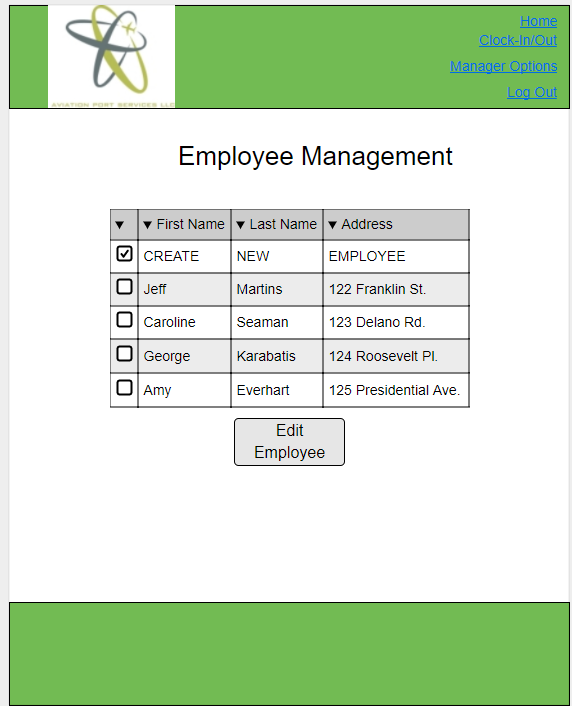 AVIATION PORT SERVICES LLC
Home
Clock-In/Out
Manager Options
Log Out
Employee Management
▼ ▼ First Name ▼ Last Name ▼ Address
CREATE NEW EMPLOYEE
Jeff Martins 122 Franklin St.
Caroline Seaman 123 Delano Rd.
George Karabatis 124 Roosevelt Pl.
Amy Everhart 125 Presidential Ave.
Edit
Employee